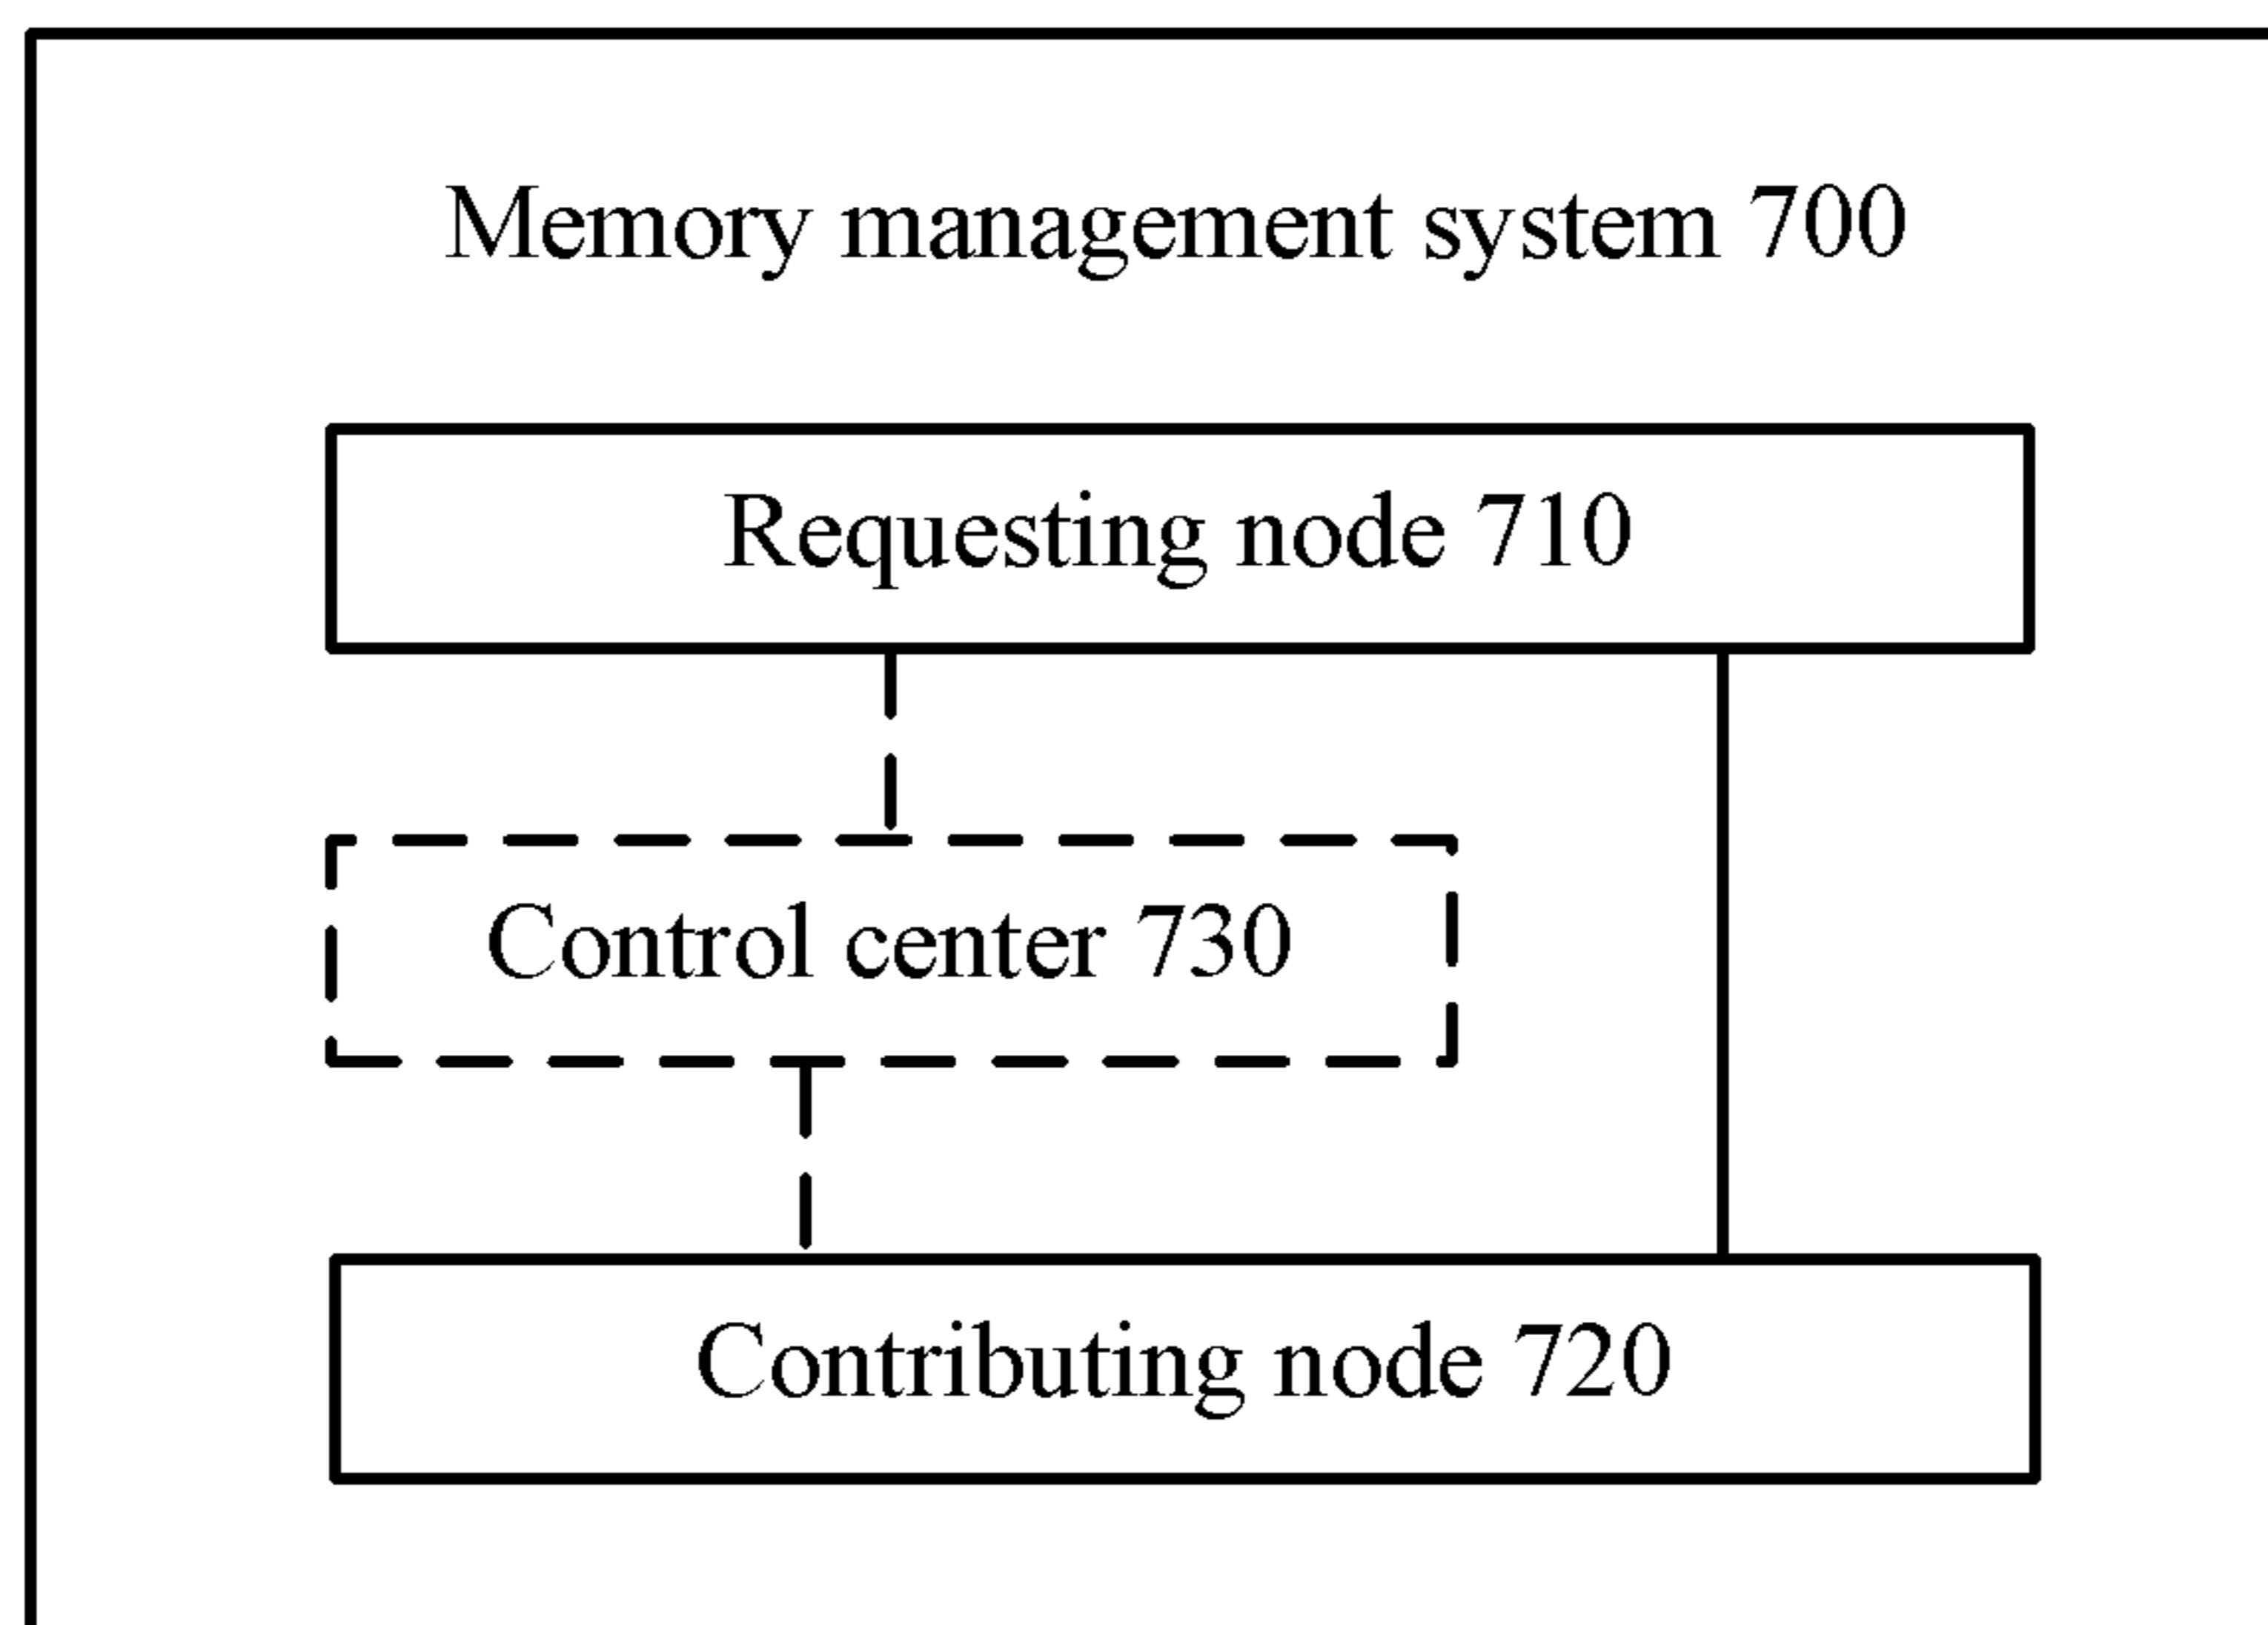 Memory management system 700
Requesting node 710
Control center 730
Contributing node 720